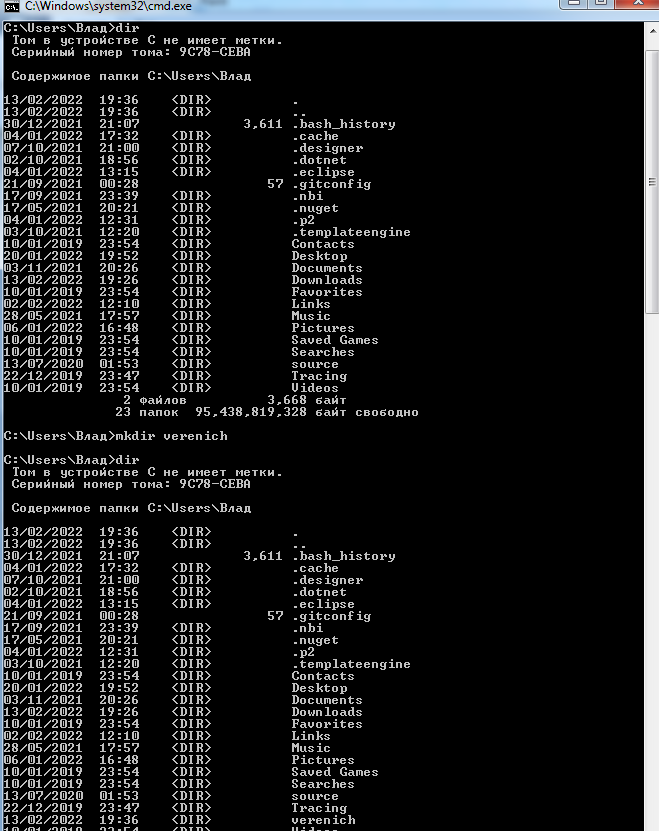 C:\Windows\system32\cmd.exe
C:\Users\Влад>dir
Том в устройстве C не имеет метки.
Серийный номер тома: 9C78-CEBA
Содержимое папки C:\Users\Влад
13/02/2022  19:36    <DIR>          .
13/02/2022  19:36    <DIR>          ..
30/12/2021  21:07             3,611 .bash_history
04/01/2022  17:32    <DIR>          .cache
07/10/2021  21:00    <DIR>          .designer
02/10/2021  18:56    <DIR>          .dotnet
04/01/2022  13:15    <DIR>          .eclipse
21/09/2021  00:28                57 .gitconfig
17/09/2021  23:39    <DIR>          .nbi
17/05/2021  20:21    <DIR>          .nuget
04/01/2022  12:31    <DIR>          .p2
03/10/2021  12:20    <DIR>          .templateengine
10/01/2019  23:54    <DIR>          Contacts
20/01/2022  19:52    <DIR>          Desktop
03/11/2021  20:26    <DIR>          Documents
13/02/2022  19:26    <DIR>          Downloads
10/01/2019  23:54    <DIR>          Favorites
02/02/2022  12:10    <DIR>          Links
28/05/2021  17:57    <DIR>          Music
06/01/2022  16:48    <DIR>          Pictures
10/01/2019  23:54    <DIR>          Saved Games
10/01/2019  23:54    <DIR>          Searches
13/07/2020  01:53    <DIR>          source
22/12/2019  23:47    <DIR>          Tracing
10/01/2019  23:54    <DIR>          Videos
2 файлов          3,668 байт
23 папок  95,438,819,328 байт свободно
C:\Users\Влад>mkdir verenich
C:\Users\Влад>dir
Том в устройстве C не имеет метки.
Серийный номер тома: 9C78-CEBA
Содержимое папки C:\Users\Влад
13/02/2022  19:36    <DIR>          .
13/02/2022  19:36    <DIR>          ..
30/12/2021  21:07             3,611 .bash_history
04/01/2022  17:32    <DIR>          .cache
07/10/2021  21:00    <DIR>          .designer
02/10/2021  18:56    <DIR>          .dotnet
04/01/2022  13:15    <DIR>          .eclipse
21/09/2021  00:28                57 .gitconfig
17/09/2021  23:39    <DIR>          .nbi
17/05/2021  20:21    <DIR>          .nuget
04/01/2022  12:31    <DIR>          .p2
03/10/2021  12:20    <DIR>          .templateengine
10/01/2019  23:54    <DIR>          Contacts
20/01/2022  19:52    <DIR>          Desktop
03/11/2021  20:26    <DIR>          Documents
13/02/2022  19:26    <DIR>          Downloads
10/01/2019  23:54    <DIR>          Favorites
02/02/2022  12:10    <DIR>          Links
28/05/2021  17:57    <DIR>          Music
06/01/2022  16:48    <DIR>          Pictures
10/01/2019  23:54    <DIR>          Saved Games
10/01/2019  23:54    <DIR>          Searches
13/07/2020  01:53    <DIR>          source
22/12/2019  23:47    <DIR>          Tracing
13/02/2022  19:36    <DIR>          verenich